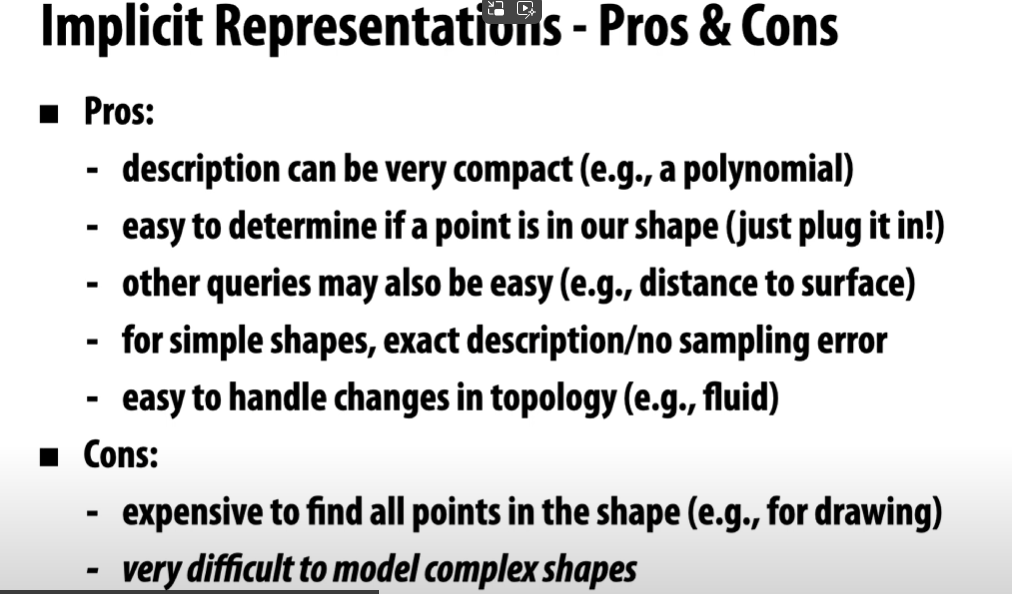 Implicit Representations - Pros & Cons
■ Pros:
- description can be very compact (e.g., a polynomial)
- easy to determine if a point is in our shape (just plug it in!)
- other queries may also be easy (e.g., distance to surface)
- for simple shapes, exact description/no sampling error
- easy to handle changes in topology (e.g., fluid)
■ Cons:
- expensive to find all points in the shape (e.g., for drawing)
- very difficult to model complex shapes